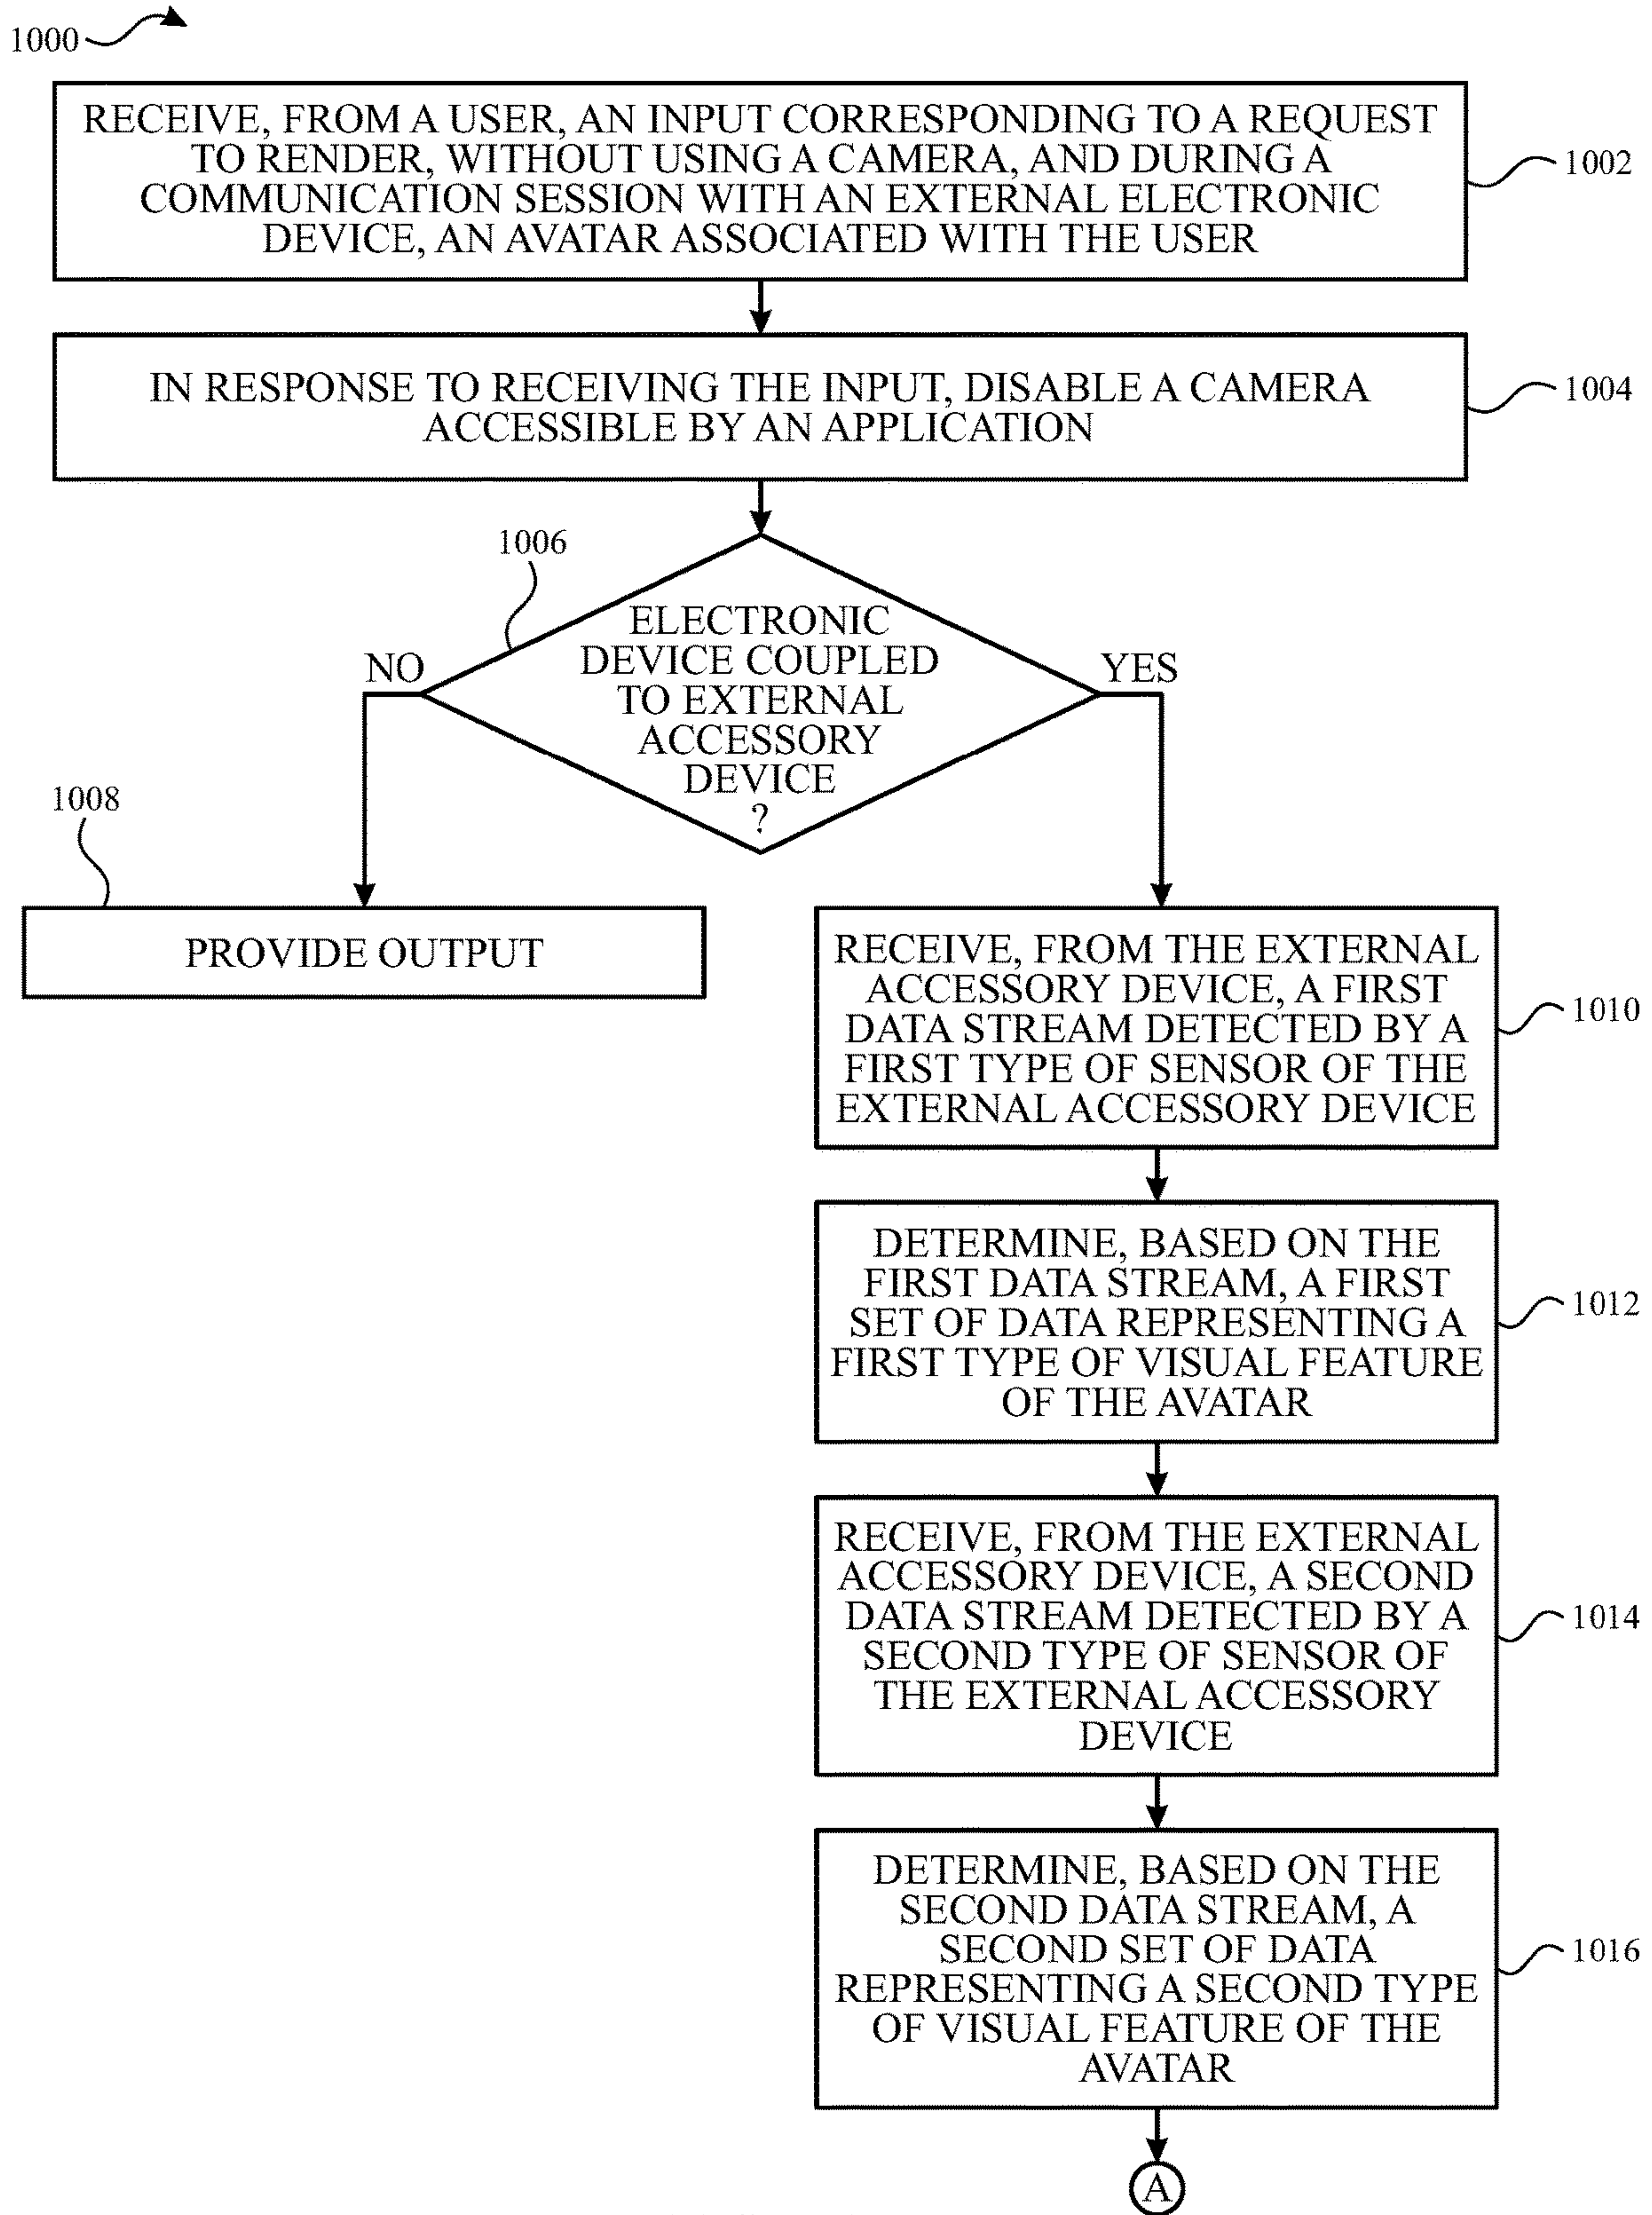 1000
RECEIVE, FROM A USER, AN INPUT CORRESPONDING TO A REQUEST
TO RENDER, WITHOUT USING A CAMERA, AND DURING A
COMMUNICATION SESSION WITH AN EXTERNAL ELECTRONIC
DEVICE, AN AVATAR ASSOCIATED WITH THE USER
1002
IN RESPONSE TO RECEIVING THE INPUT, DISABLE A CAMERA
ACCESSIBLE BY AN APPLICATION
1004
1006
ELECTRONIC
DEVICE COUPLED
TO EXTERNAL
ACCESSORY
DEVICE
?
NO
YES
1008
PROVIDE OUTPUT
RECEIVE, FROM THE EXTERNAL
ACCESSORY DEVICE, A FIRST
DATA STREAM DETECTED BY A
FIRST TYPE OF SENSOR OF THE
EXTERNAL ACCESSORY DEVICE
1010
DETERMINE, BASED ON THE
FIRST DATA STREAM, A FIRST
SET OF DATA REPRESENTING A
FIRST TYPE OF VISUAL FEATURE
OF THE AVATAR
1012
RECEIVE, FROM THE EXTERNAL
ACCESSORY DEVICE, A SECOND
DATA STREAM DETECTED BY A
SECOND TYPE OF SENSOR OF
THE EXTERNAL ACCESSORY
DEVICE
1014
DETERMINE, BASED ON THE
SECOND DATA STREAM, A
SECOND SET OF DATA
REPRESENTING A SECOND TYPE
OF VISUAL FEATURE OF THE
AVATAR
1016
A